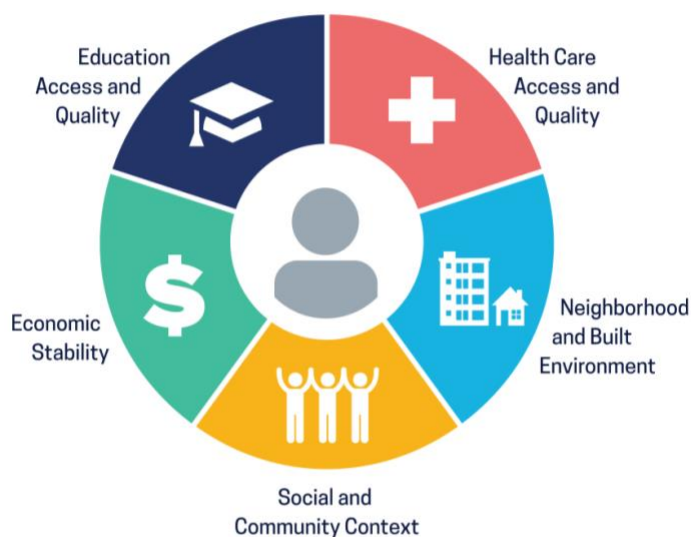 Education
Access and
Quality
Health Care
Access and
Quality
Economic
Stability
$
Neighborhood
and Built
Environment
Social and
Community Context